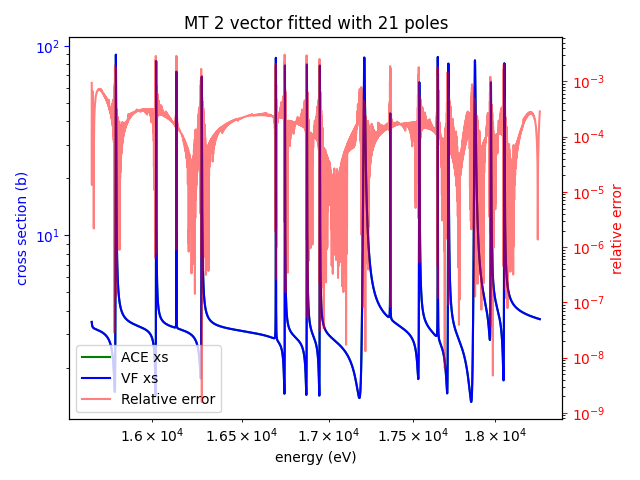 MT 2 vector fitted with 21 poles
10²
10¹
cross section (b)
10⁻³
10⁻⁴
10⁻⁵
10⁻⁶
10⁻⁷
10⁻⁸
10⁻⁹
relative error
ACE xs
VF xs
Relative error
1.6 × 10⁴ 1.65 × 10⁴ 1.7 × 10⁴ 1.75 × 10⁴ 1.8 × 10⁴
energy (eV)